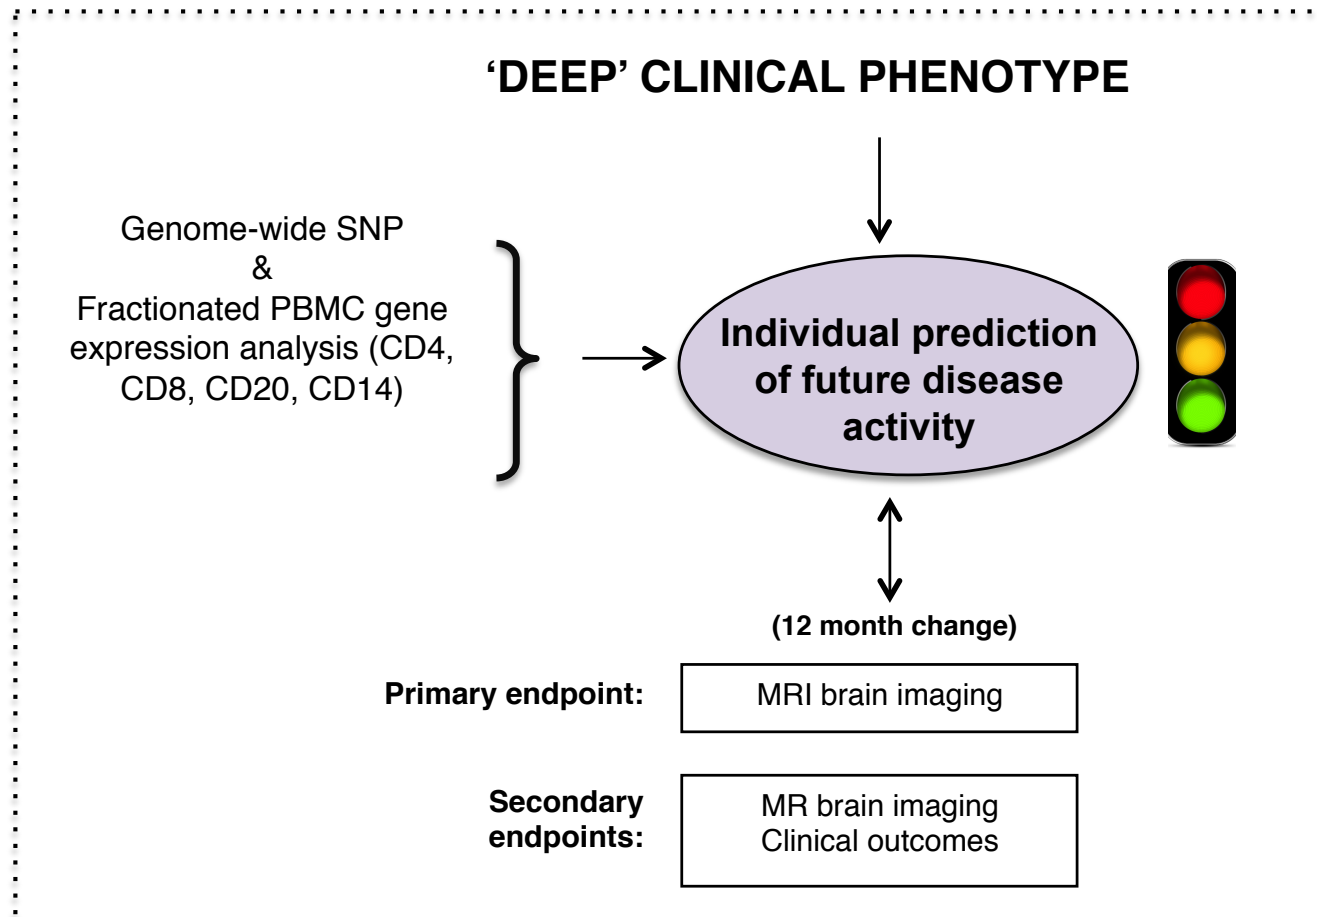 ‘DEEP’ CLINICAL PHENOTYPE
Genome-wide SNP
&
Fractionated PBMC gene
expression analysis (CD4,
CD8, CD20, CD14)
Individual prediction
of future disease
activity
(12 month change)
Primary endpoint:
MRI brain imaging
Secondary
endpoints:
MR brain imaging
Clinical outcomes